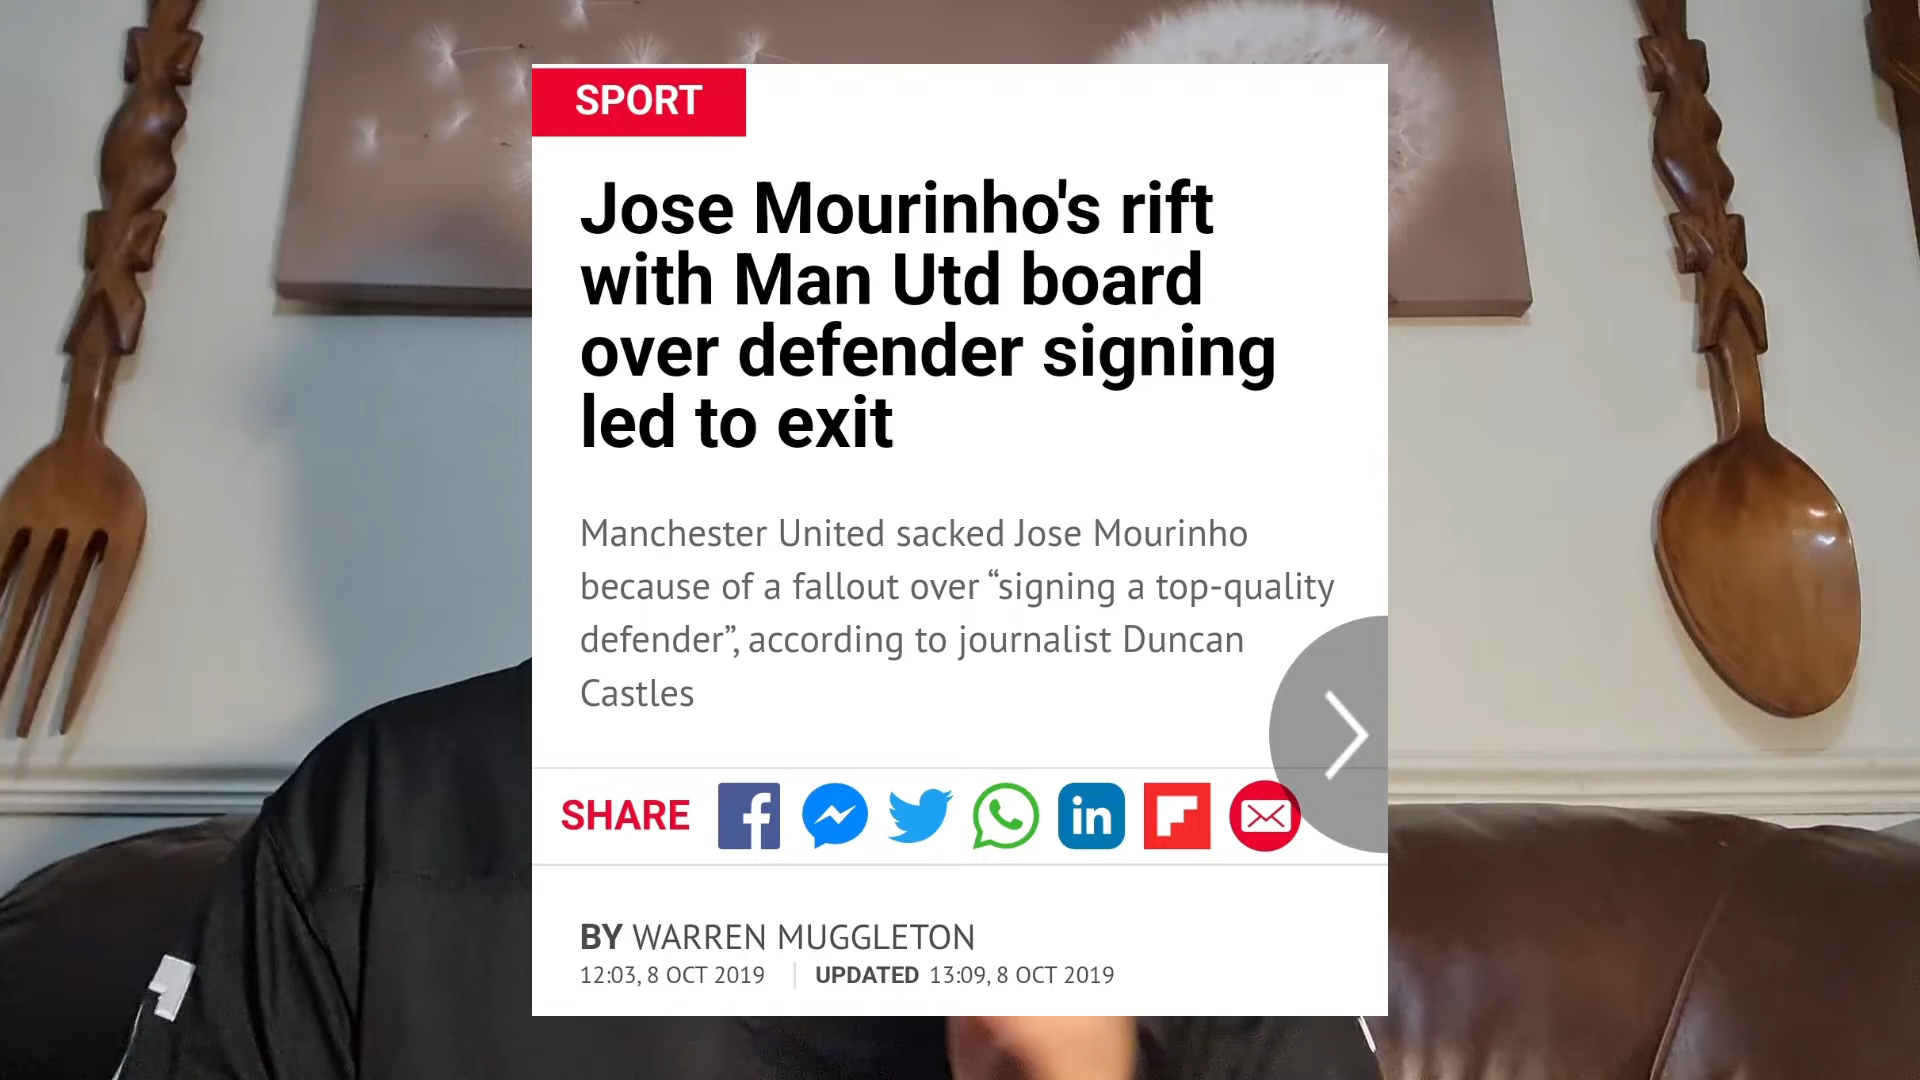 SPORT
Jose Mourinho's rift
with Man Utd board
over defender signing
led to exit
Manchester United sacked Jose Mourinho
because of a fallout over “signing a top-quality
defender”, according to journalist Duncan
Castles
SHARE
BY WARREN MUGGLETON
12:03, 8 OCT 2019 | UPDATED 13:09, 8 OCT 2019